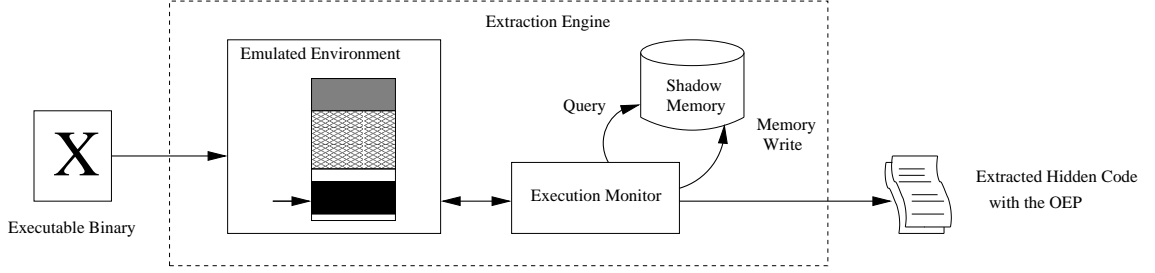 Extraction Engine
Emulated Environment
Shadow
Memory
Query
Memory
Write
X
Execution Monitor
Extracted Hidden Code
with the OEP
Executable Binary